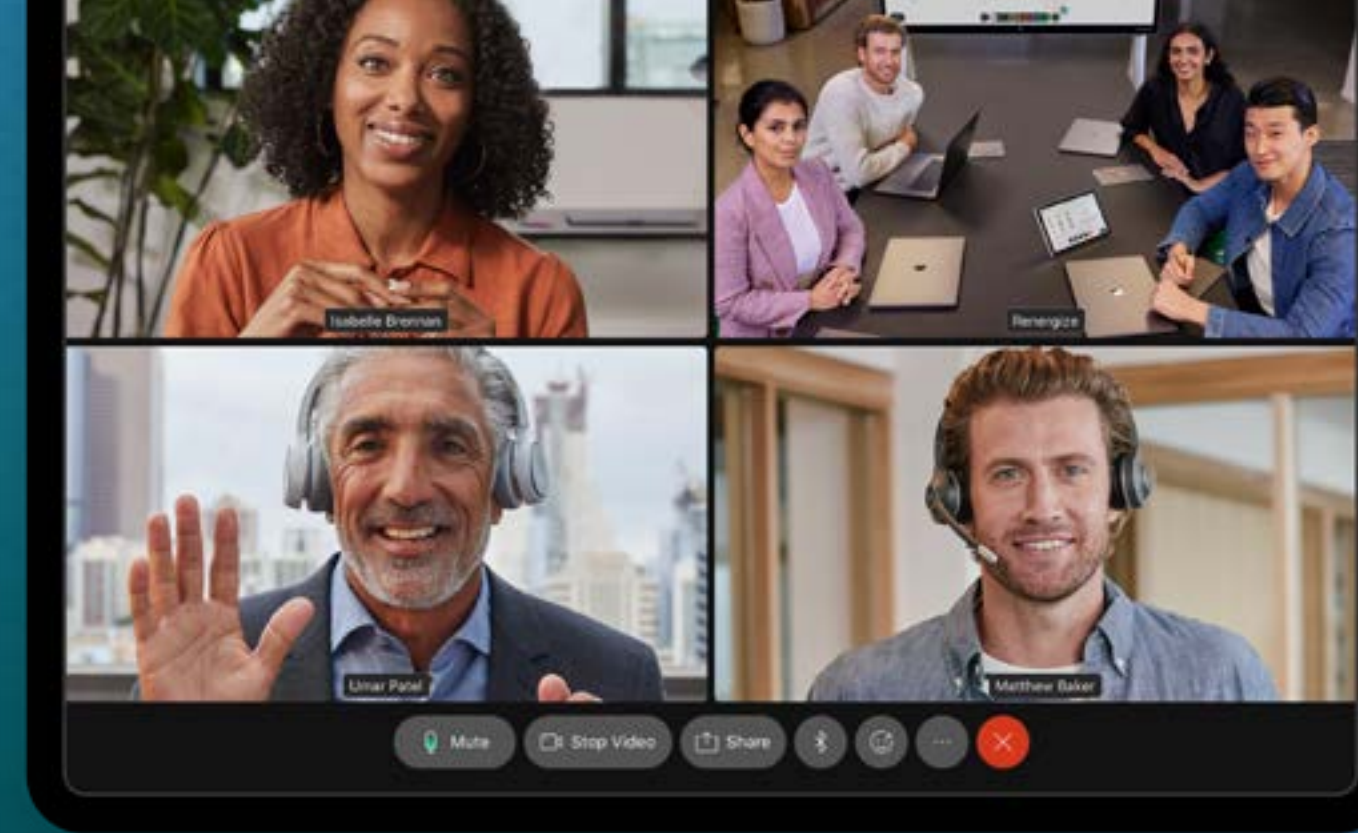 Isabelle Brennan
Renergize
Umar Patel
Matthew Baker
Mute
Stop Video
Share